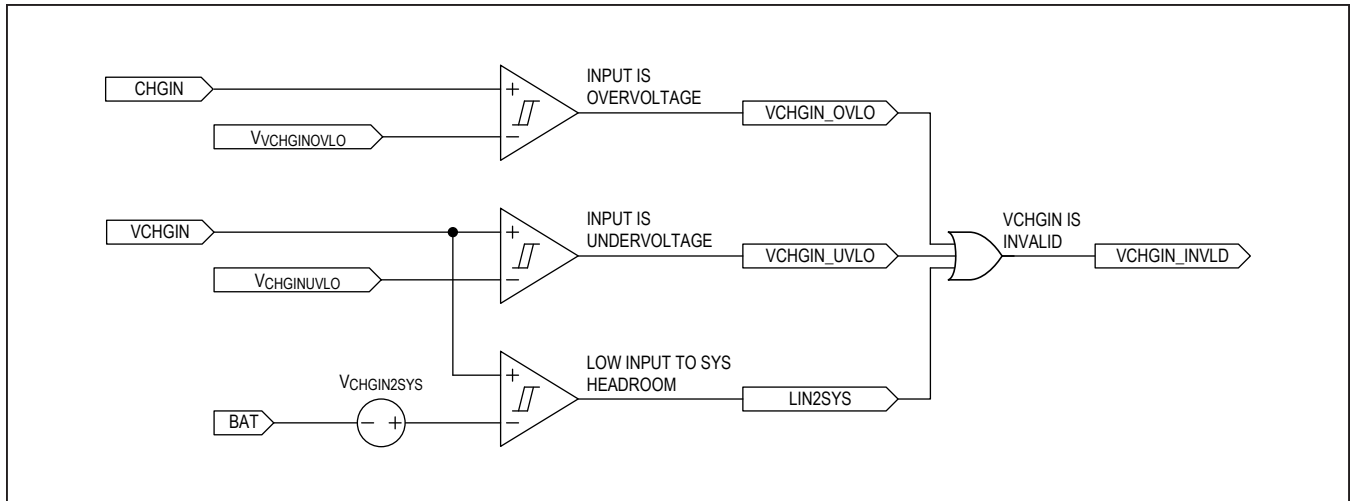 CHGIN
VVCHGINOVLO
+
−
INPUT IS
OVERVOLTAGE
VCHGIN_OVLO
VCHGIN
VCHGINUVLO
+
−
INPUT IS
UNDERVOLTAGE
VCHGIN_UVLO
VCHGIN IS
INVALID
VCHGIN_INVLD
BAT
VCHGIN2SYS
− +
+
−
LOW INPUT TO SYS
HEADROOM
LIN2SYS